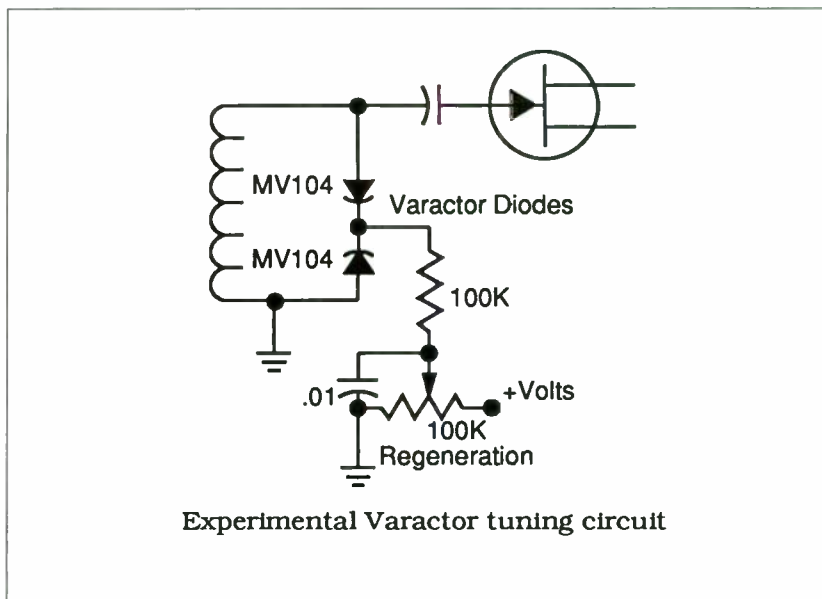 MV104
Varactor Diodes
MV104
100K
.01
+Volts
100K
Regeneration
Experimental Varactor tuning circuit